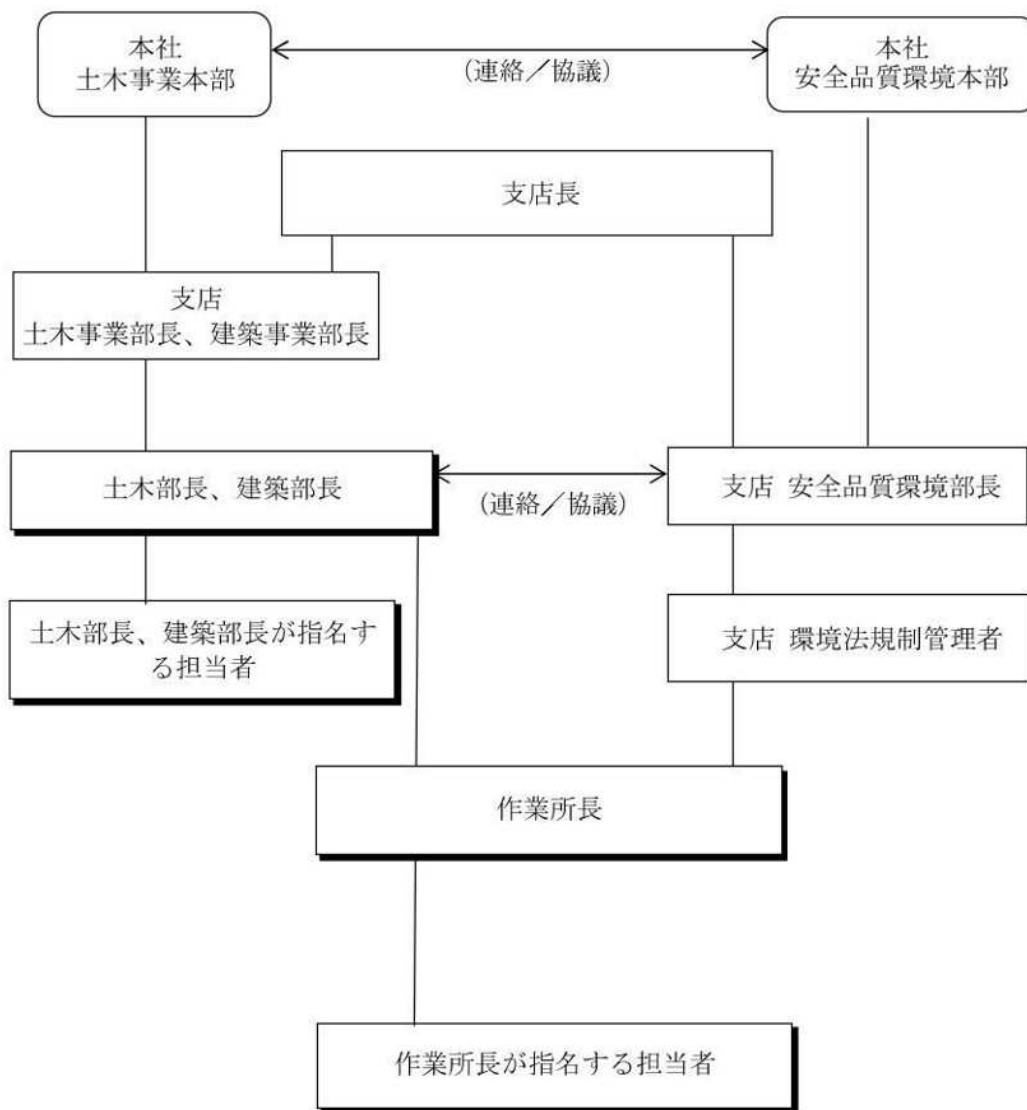 本社
土木事業本部
(連絡／協議)
本社
安全品質環境本部
支店長
支店
土木事業部長、建築事業部長
土木部長、建築部長
(連絡／協議)
支店 安全品質環境部長
土木部長、建築部長が指名す
る担当者
支店 環境法規制管理者
作業所長
作業所長が指名する担当者